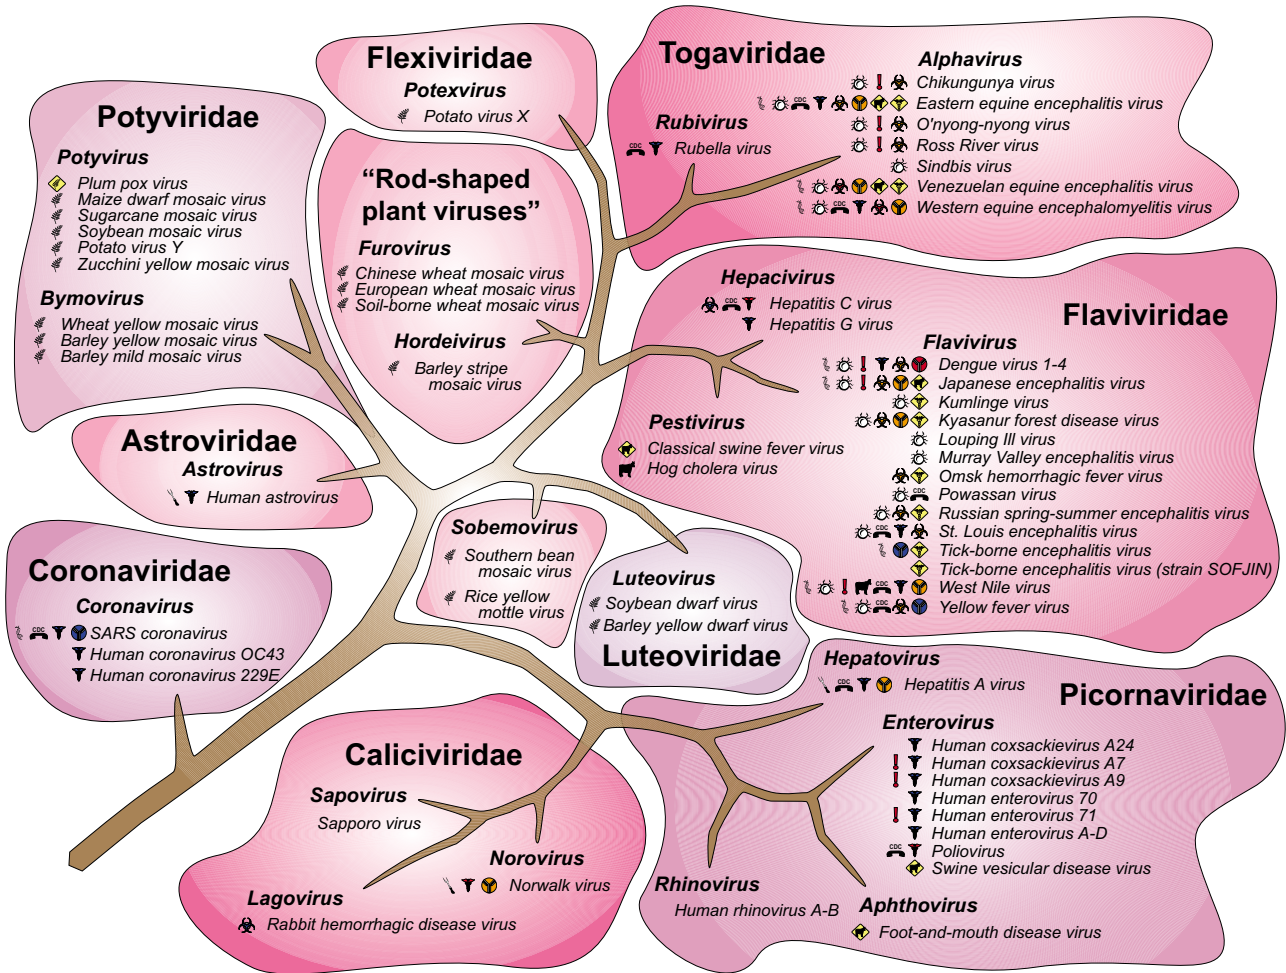 Flexiviridae
Potexvirus
Potato virus X
Togaviridae
Rubivirus
CDC
Rubella virus
Alphavirus
Chikungunya virus
CDC
Eastern equine encephalitis virus
O'nyong-nyong virus
Ross River virus
Sindbis virus
Venezuelan equine encephalitis virus
CDC
Western equine encephalomyelitis virus
Potyviridae
Potyvirus
Plum pox virus
Maize dwarf mosaic virus
Sugarcane mosaic virus
Soybean mosaic virus
Potato virus Y
Zucchini yellow mosaic virus
Bymovirus
Wheat yellow mosaic virus
Barley yellow mosaic virus
Barley mild mosaic virus
“Rod-shaped
plant viruses”
Furovirus
Chinese wheat mosaic virus
European wheat mosaic virus
Soil-borne wheat mosaic virus
Hordeivirus
Barley stripe
mosaic virus
Flaviviridae
Hepacivirus
CDC
Hepatitis C virus
Hepatitis G virus
Flavivirus
Dengue virus 1-4
Japanese encephalitis virus
Kumlinge virus
Kyasanur forest disease virus
Louping Ill virus
Murray Valley encephalitis virus
Omsk hemorrhagic fever virus
CDC
Powassan virus
Russian spring-summer encephalitis virus
CDC
St. Louis encephalitis virus
Tick-borne encephalitis virus
Tick-borne encephalitis virus (strain SOFJIN)
CDC
West Nile virus
CDC
Yellow fever virus
Pestivirus
Classical swine fever virus
Hog cholera virus
Astroviridae
Astrovirus
Human astrovirus
Coronaviridae
Coronavirus
CDC
SARS coronavirus
Human coronavirus OC43
Human coronavirus 229E
Sobemovirus
Southern bean
mosaic virus
Rice yellow
mottle virus
Luteovirus
Soybean dwarf virus
Barley yellow dwarf virus
Luteoviridae
Caliciviridae
Sapovirus
Sapporo virus
Norovirus
Norwalk virus
Lagovirus
Rabbit hemorrhagic disease virus
Picornaviridae
Hepatovirus
CDC
Hepatitis A virus
Enterovirus
Human coxsackievirus A24
Human coxsackievirus A7
Human coxsackievirus A9
Human enterovirus 70
Human enterovirus 71
Human enterovirus A-D
CDC
Poliovirus
Swine vesicular disease virus
Rhinovirus
Human rhinovirus A-B
Aphthovirus
Foot-and-mouth disease virus